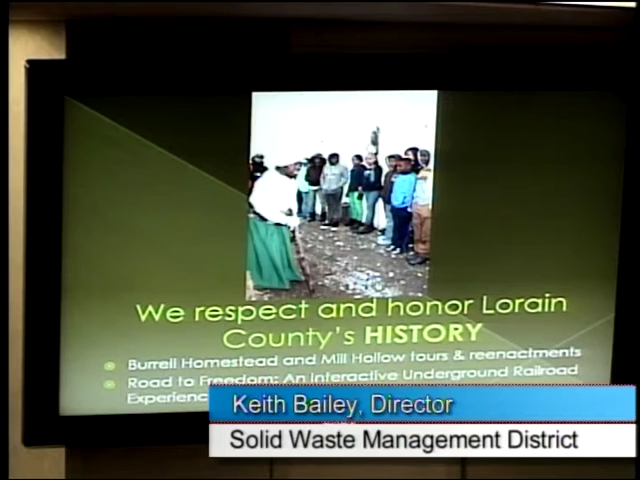 We respect and honor Lorain
County's HISTORY
Burrell Homestead and Mill Hollow tours & reenactments
Road to Freedom: An Interactive Underground Railroad
Keith Bailey, Director
Solid Waste Management District